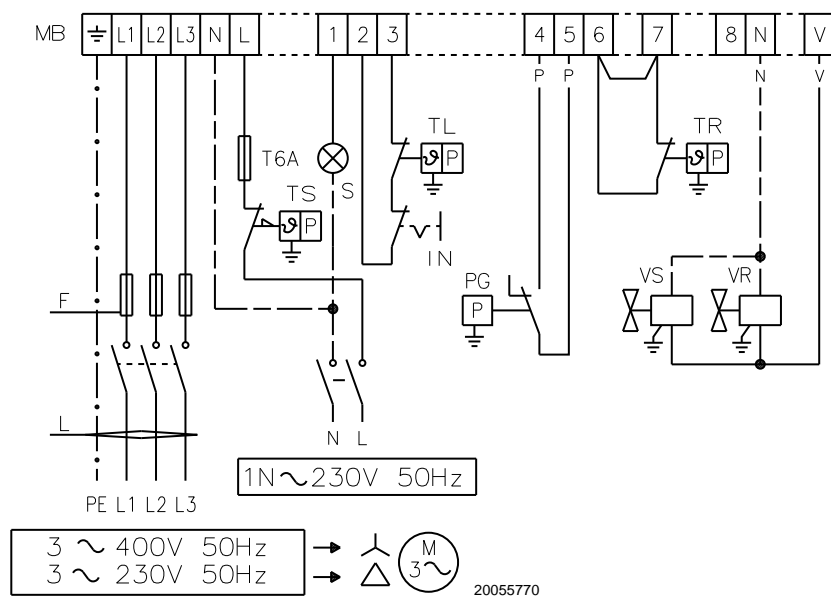 MB L1 L2 L3 N L 1 2 3 4 5 6 7 8 N V
P P N V
T6A S TL TR
ϑ P
ϑ P
TS
ϑ P
IN
F PG VS VR
P
L
N L
1N ~ 230V 50Hz
PE L1 L2 L3
3 ~ 400V 50Hz
3 ~ 230V 50Hz
M
3 ~
20055770